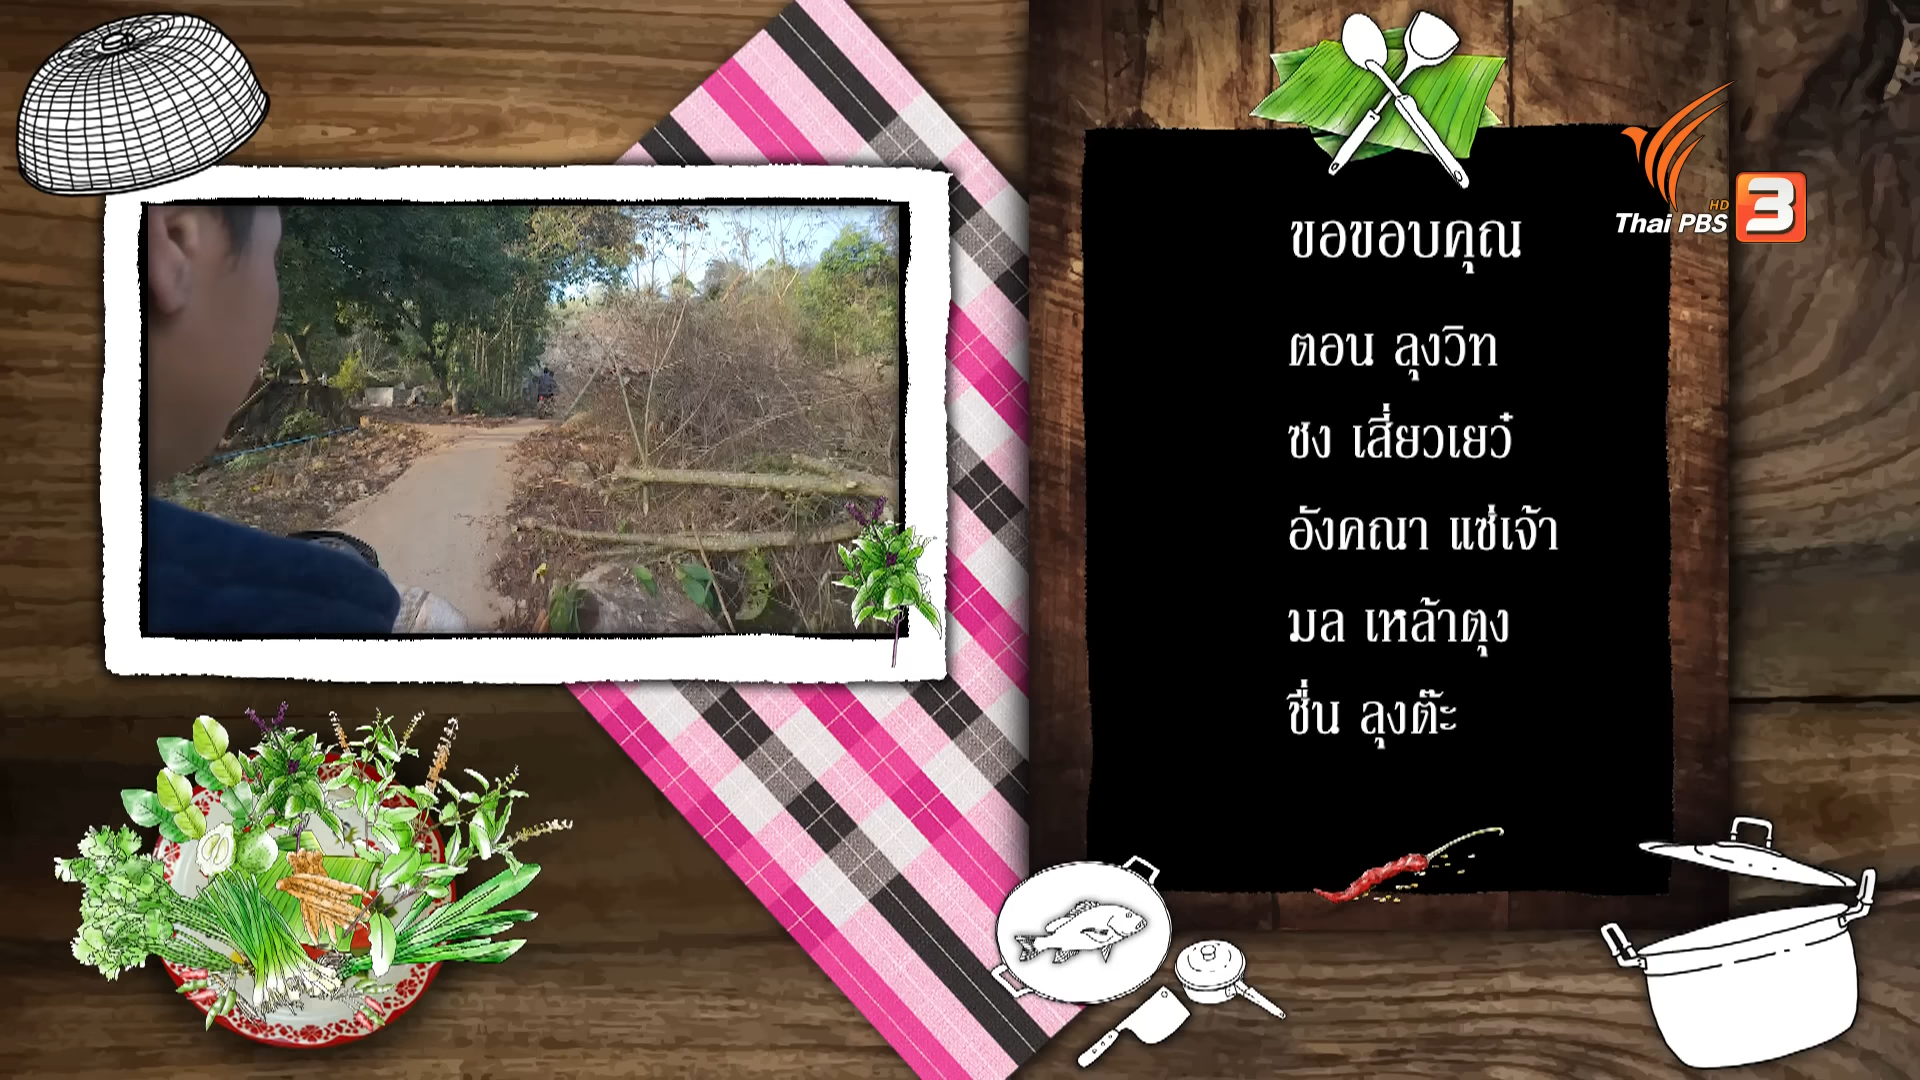 ขอขอบคุณ
HD
Thai PBS 3
ตอน ลุงวิท
ซง เสี่ยวเยว๋
อังคณา แซ่เจ้า
มล เหล้าตุง
ชื่น ลุงต๊ะ